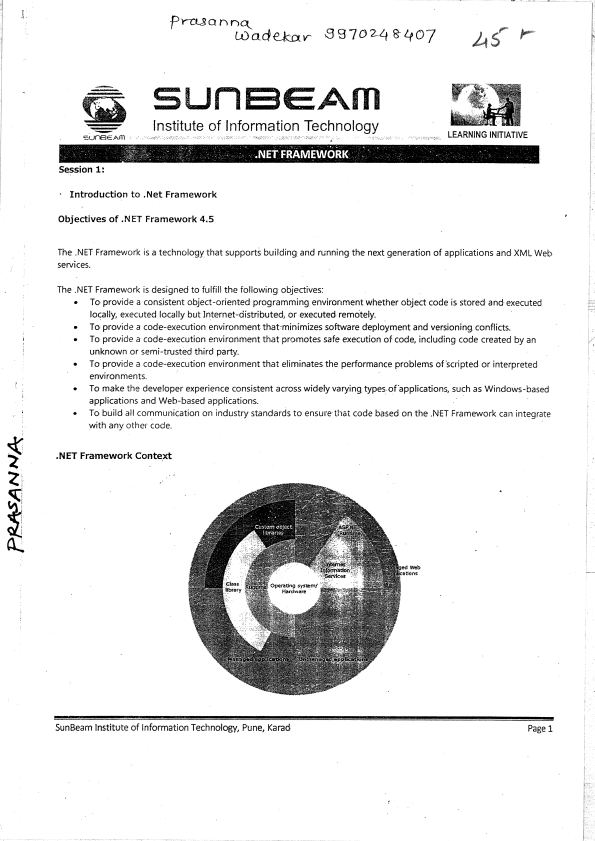 Prasanna
Wadekar 9970248407
45
SUNBEAM
Institute of Information Technology
SUNBEAM
LEARNING INITIATIVE
.NET FRAMEWORK
Session 1:
· Introduction to .Net Framework
Objectives of .NET Framework 4.5
The .NET Framework is a technology that supports building and running the next generation of applications and XML Web
services.
The .NET Framework is designed to fulfill the following objectives:
• To provide a consistent object-oriented programming environment whether object code is stored and executed
locally, executed locally but Internet-distributed, or executed remotely.
• To provide a code-execution environment that minimizes software deployment and versioning conflicts.
• To provide a code-execution environment that promotes safe execution of code, including code created by an
unknown or semi-trusted third party.
• To provide a code-execution environment that eliminates the performance problems of scripted or interpreted
environments.
• To make the developer experience consistent across widely varying types of applications, such as Windows-based
applications and Web-based applications.
• To build all communication on industry standards to ensure that code based on the .NET Framework can integrate
with any other code.
PRASANNA
.NET Framework Context
Custom object
libraries
Internet
Information
Services
Class
library
Operating system/
Hardware
Managed applications
Unmanaged applications
SunBeam Institute of Information Technology, Pune, Karad
Page 1